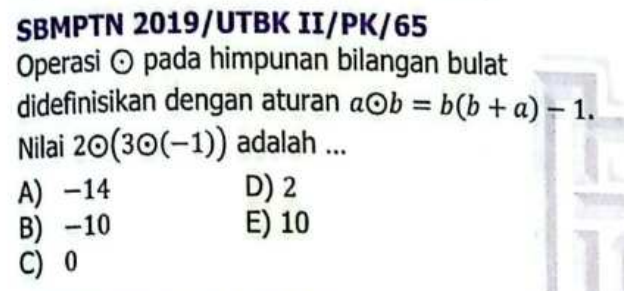 SBMPTN 2019/UTBK II/PK/65
Operasi ⊙ pada himpunan bilangan bulat
didefinisikan dengan aturan a⊙b = b(b + a) − 1.
Nilai 2⊙(3⊙(−1)) adalah ...
A) −14 D) 2
B) −10 E) 10
C) 0